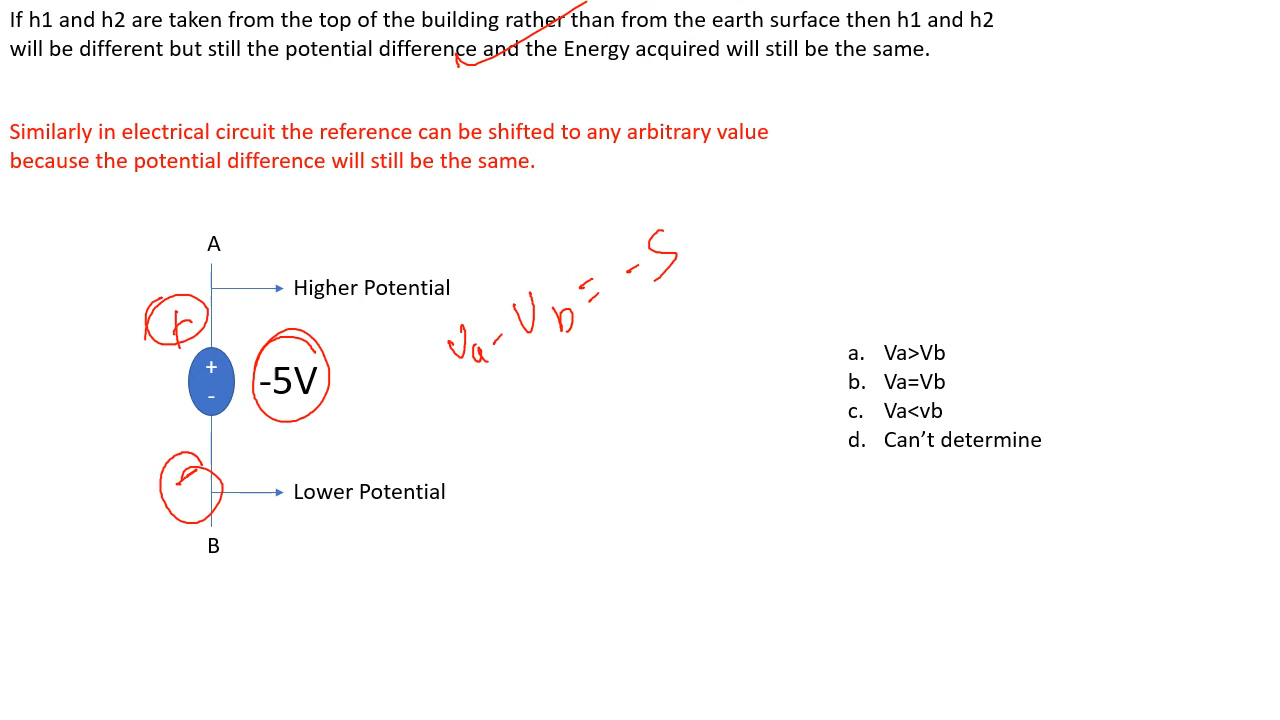 If h1 and h2 are taken from the top of the building rather than from the earth surface then h1 and h2
will be different but still the potential difference and the Energy acquired will still be the same.
Similarly in electrical circuit the reference can be shifted to any arbitrary value
because the potential difference will still be the same.
A
Higher Potential
+
Va - Vb = -5
+
-
-5V
a. Va>Vb
b. Va=Vb
c. Va<vb
d. Can’t determine
-
Lower Potential
B